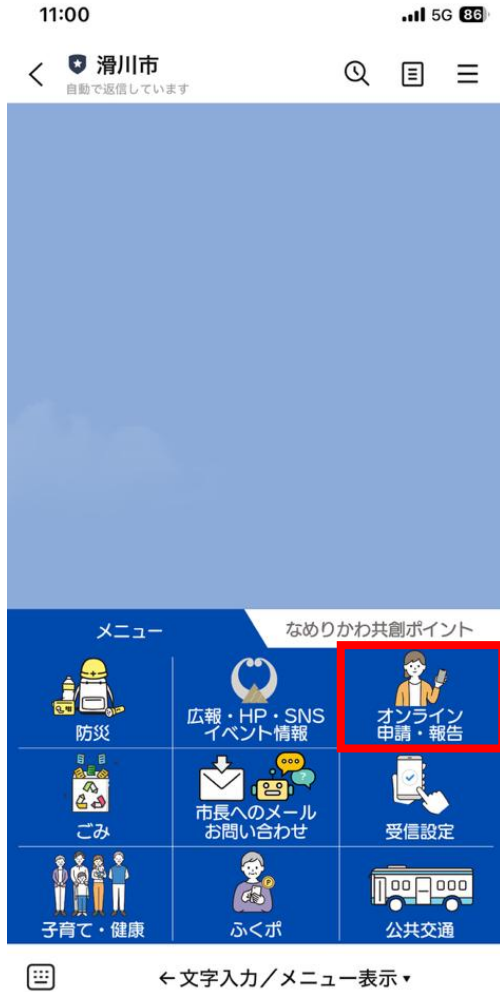 11:00
5G 86
滑川市
自動で返信しています
メニュー
なめりかわ共創ポイント
防災
広報・HP・SNS
イベント情報
オンライン
申請・報告
ごみ
市長へのメール
お問い合わせ
受信設定
子育て・健康
ふくポ
公共交通
←文字入力/メニュー表示▼